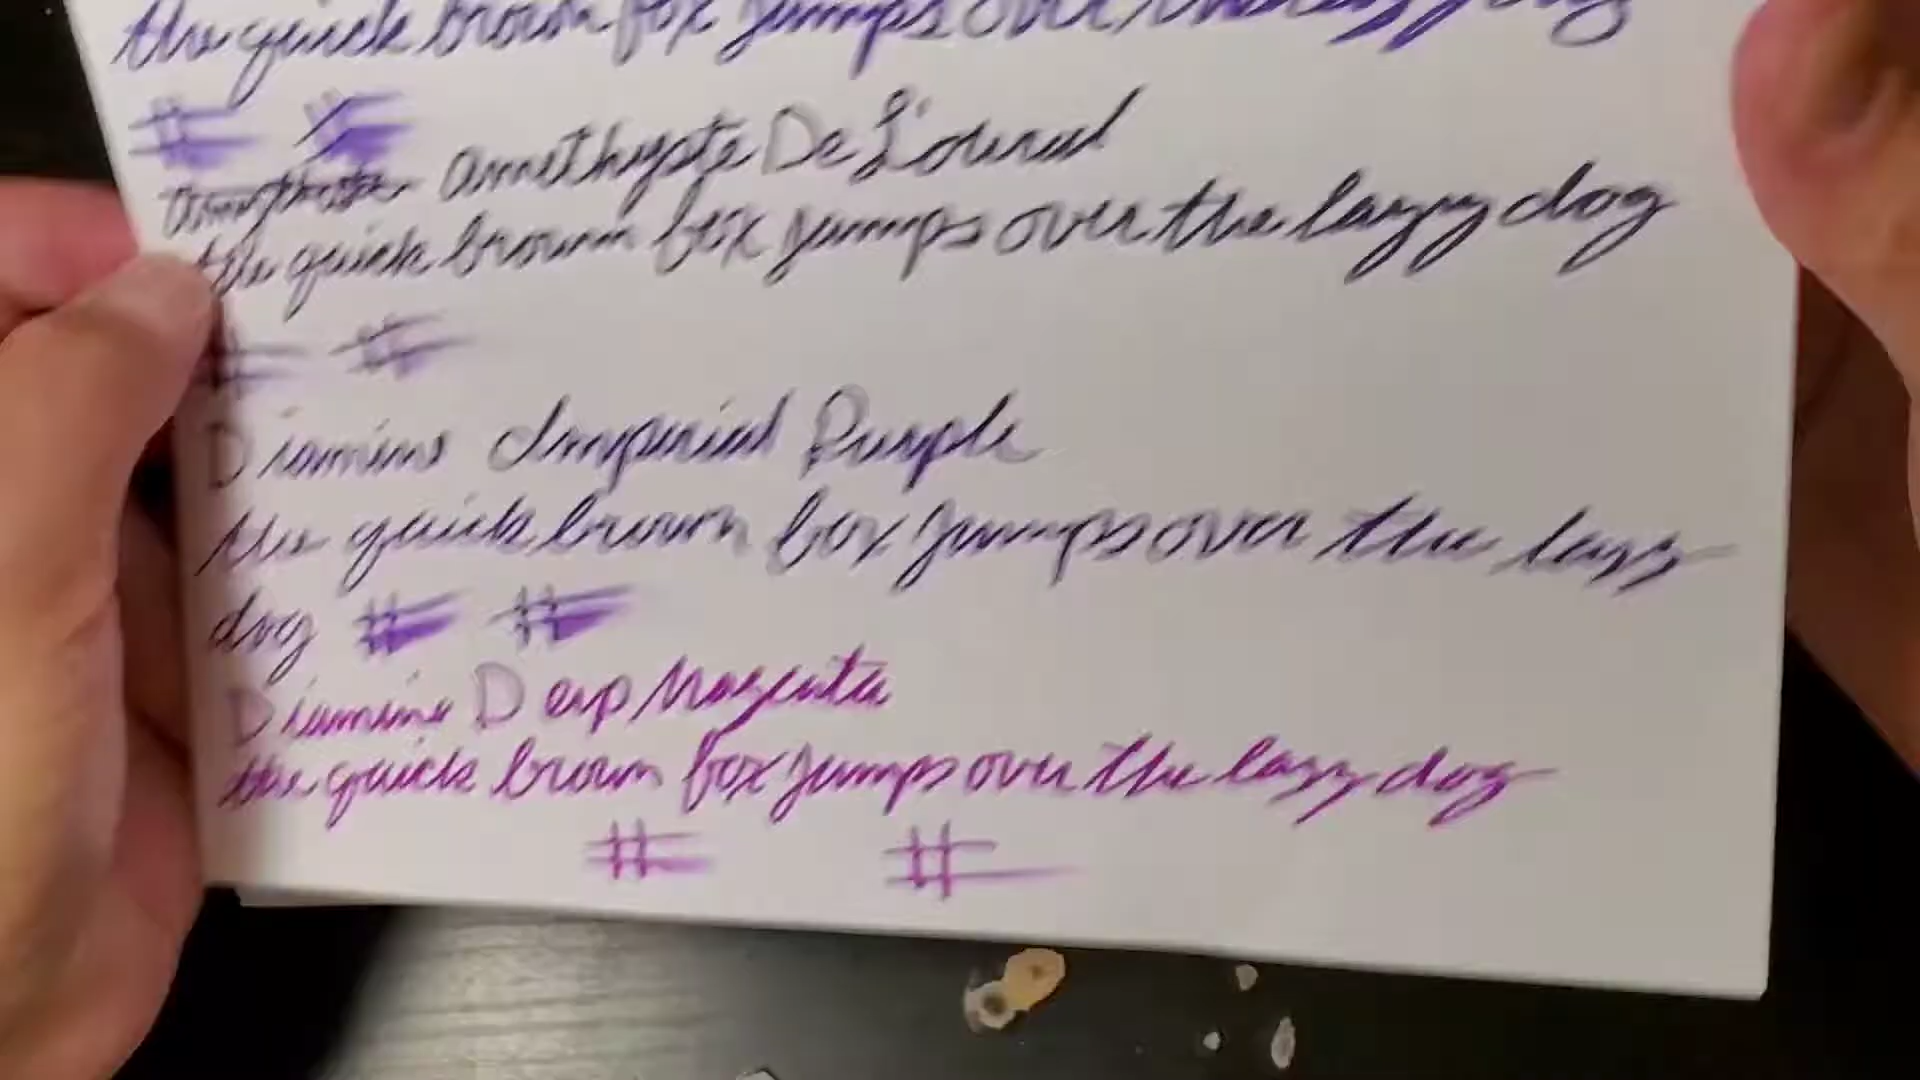 the quick brown fox jumps over the lazy dog
# #
amethyste De L'oural
the quick brown fox jumps over the lazy dog
# #
Diamine Imperial Purple
the quick brown fox jumps over the lazy
dog # #
Diamine Deep Magenta
the quick brown fox jumps over the lazy dog
# #